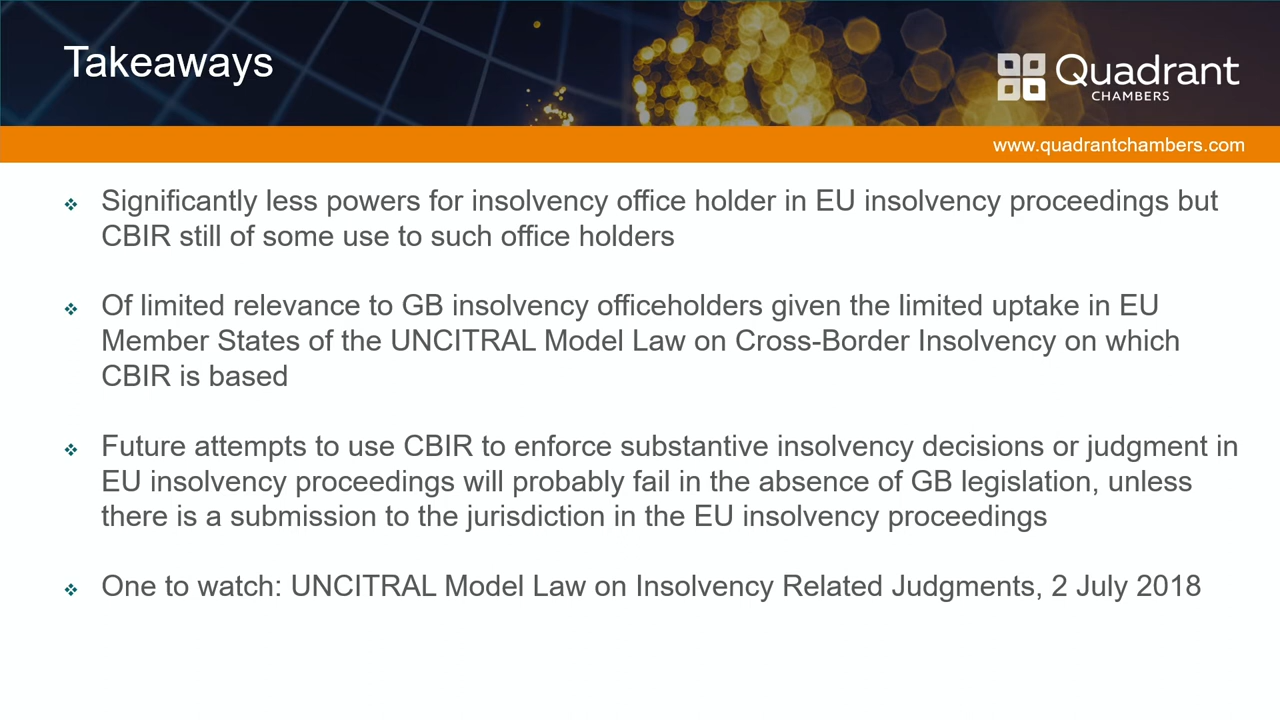 Takeaways
Quadrant
CHAMBERS
www.quadrantchambers.com
Significantly less powers for insolvency office holder in EU insolvency proceedings but
CBIR still of some use to such office holders
Of limited relevance to GB insolvency officeholders given the limited uptake in EU
Member States of the UNCITRAL Model Law on Cross-Border Insolvency on which
CBIR is based
Future attempts to use CBIR to enforce substantive insolvency decisions or judgment in
EU insolvency proceedings will probably fail in the absence of GB legislation, unless
there is a submission to the jurisdiction in the EU insolvency proceedings
One to watch: UNCITRAL Model Law on Insolvency Related Judgments, 2 July 2018